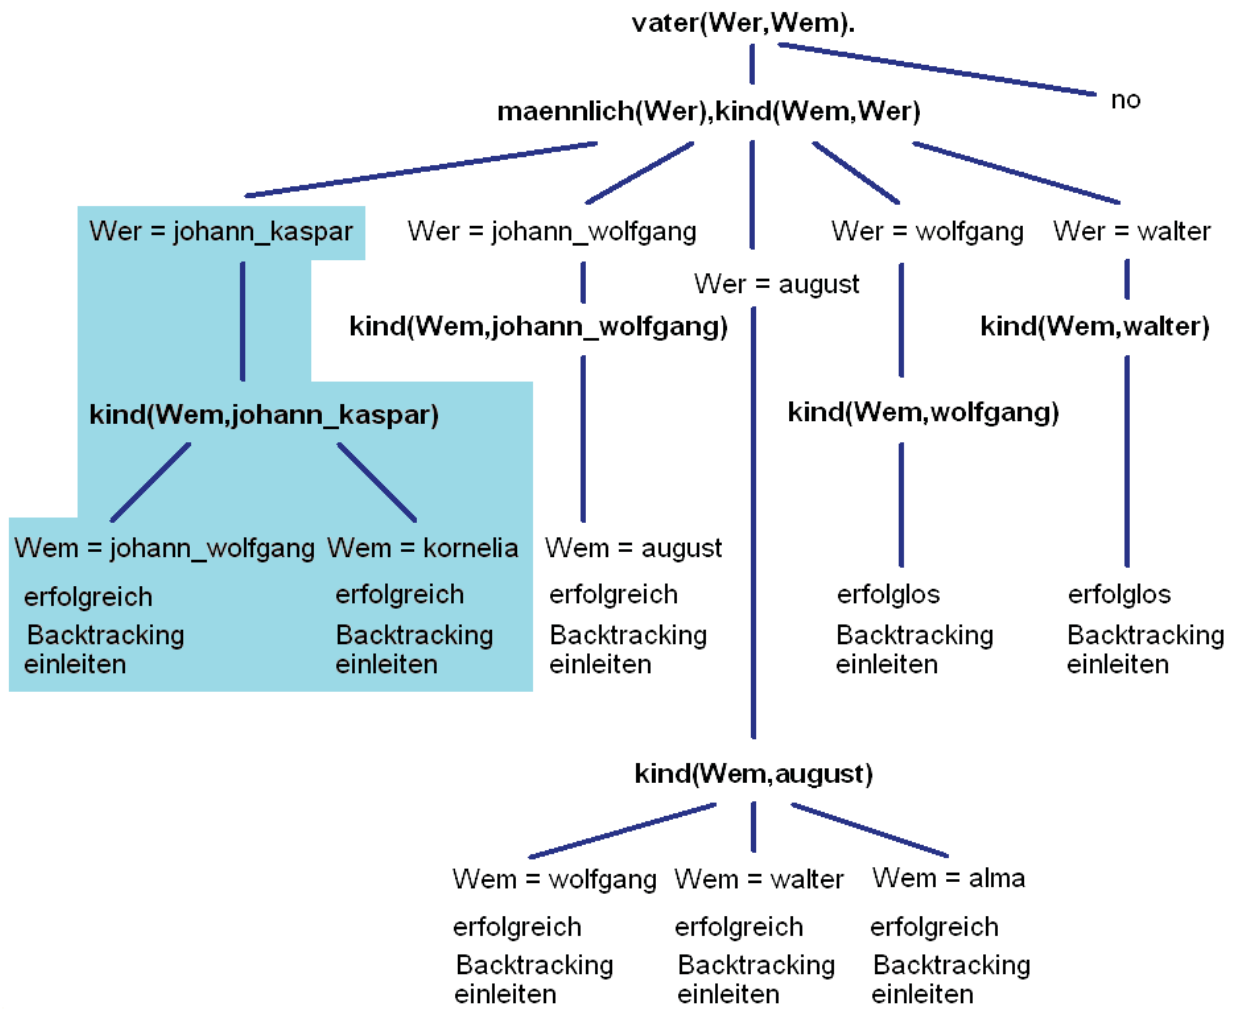 vater(Wer,Wem).
no
maennlich(Wer),kind(Wem,Wer)
Wer = johann_kaspar
Wer = johann_wolfgang
Wer = wolfgang
Wer = walter
Wer = august
kind(Wem,johann_wolfgang)
kind(Wem,walter)
kind(Wem,johann_kaspar)
kind(Wem,wolfgang)
Wem = johann_wolfgang
erfolgreich
Backtracking
einleiten
Wem = kornelia
erfolgreich
Backtracking
einleiten
Wem = august
erfolgreich
Backtracking
einleiten
erfolglos
Backtracking
einleiten
erfolglos
Backtracking
einleiten
kind(Wem,august)
Wem = wolfgang
erfolgreich
Backtracking
einleiten
Wem = walter
erfolgreich
Backtracking
einleiten
Wem = alma
erfolgreich
Backtracking
einleiten